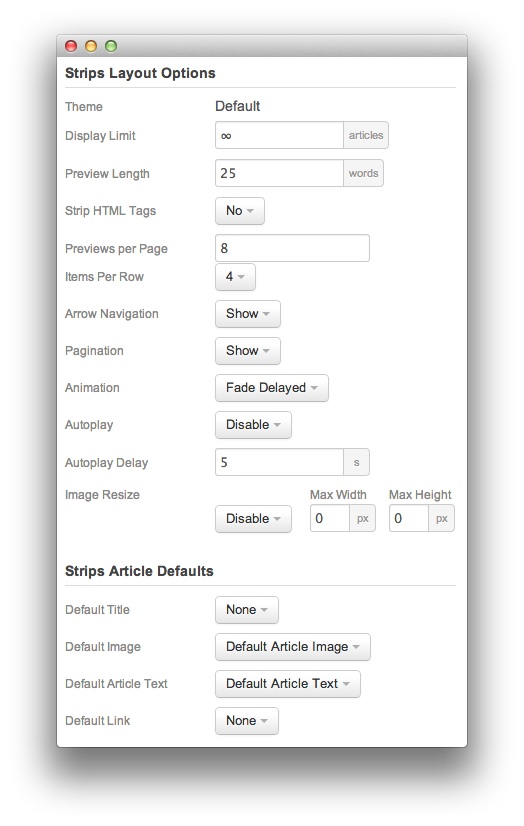 Strips Layout Options
Theme Default
Display Limit ∞ articles
Preview Length 25 words
Strip HTML Tags No
Previews per Page 8
Items Per Row 4
Arrow Navigation Show
Pagination Show
Animation Fade Delayed
Autoplay Disable
Autoplay Delay 5 s
Image Resize Max Width Max Height
Disable 0 px 0 px
Strips Article Defaults
Default Title None
Default Image Default Article Image
Default Article Text Default Article Text
Default Link None